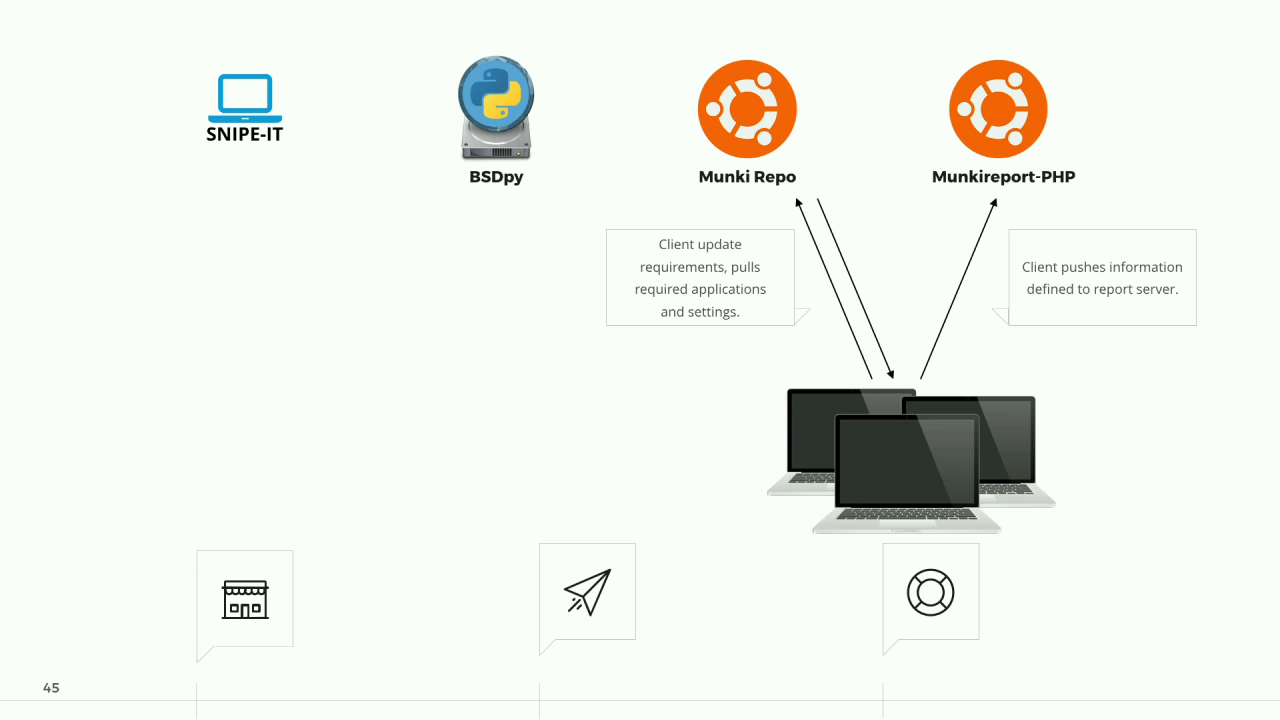 SNIPE-IT
BSDpy
Munki Repo
Munkireport-PHP
Client update
requirements, pulls
required applications
and settings.
Client pushes information
defined to report server.
45